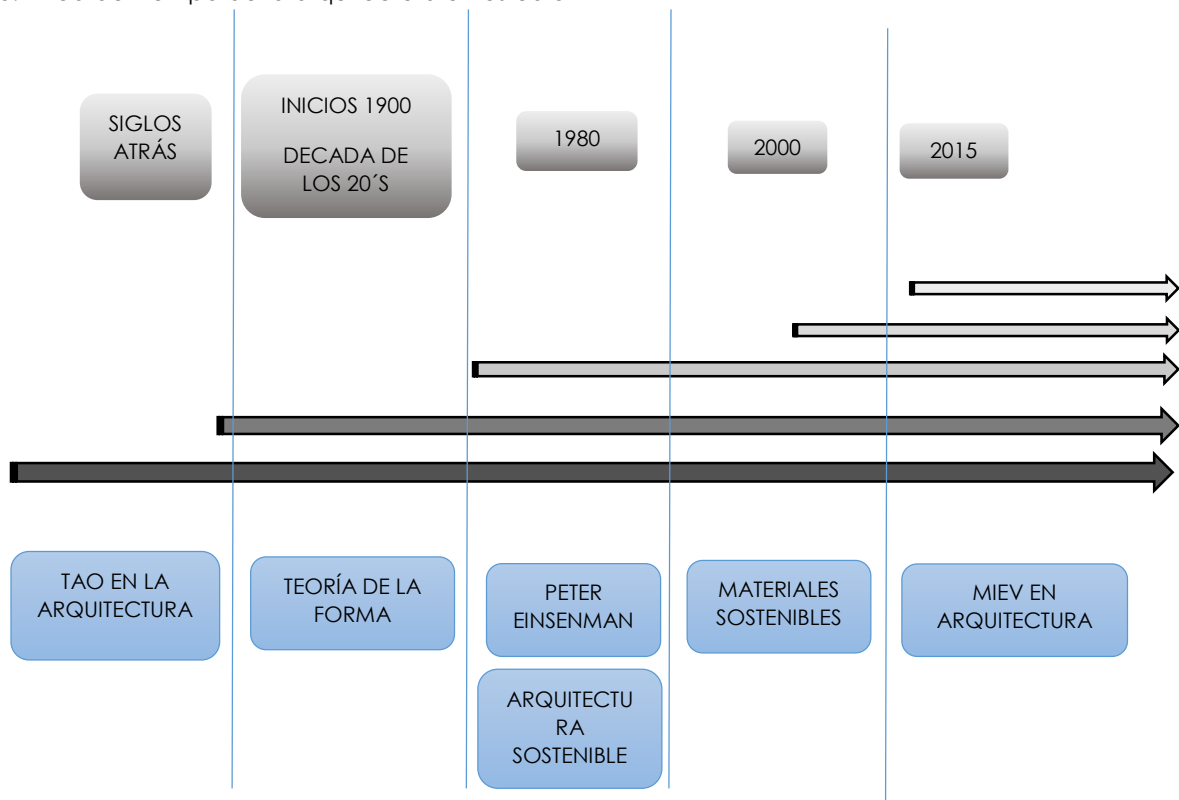 SIGLOS
ATRÁS
INICIOS 1900
DECADA DE
LOS 20´S
1980
2000
2015
TAO EN LA
ARQUITECTURA
TEORÍA DE LA
FORMA
PETER
EINSENMAN
MATERIALES
SOSTENIBLES
MIEV EN
ARQUITECTURA
ARQUITECTU
RA
SOSTENIBLE